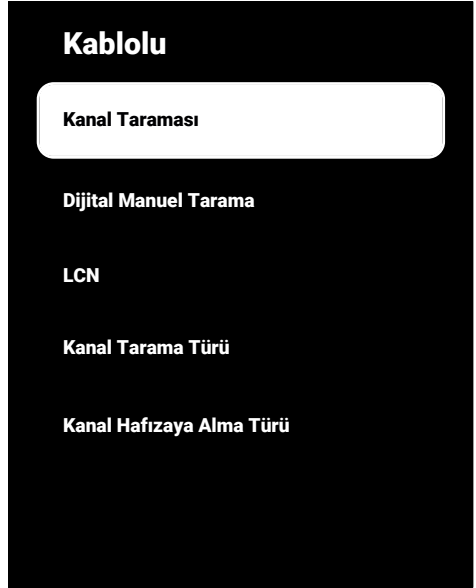 Kablolu
Kanal Taraması
Dijital Manuel Tarama
LCN
Kanal Tarama Türü
Kanal Hafızaya Alma Türü